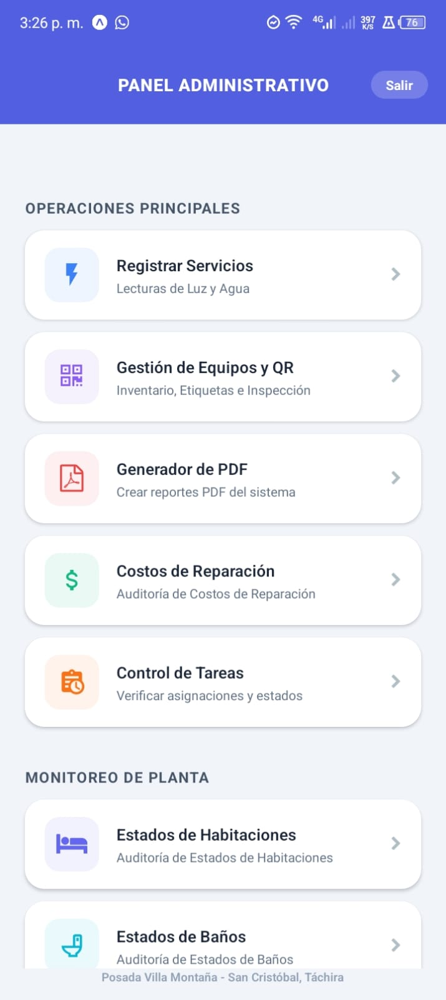 3:26 p. m.
4G
397
K/S
76
PANEL ADMINISTRATIVO
Salir
OPERACIONES PRINCIPALES
Registrar Servicios
Lecturas de Luz y Agua
Gestión de Equipos y QR
Inventario, Etiquetas e Inspección
Generador de PDF
Crear reportes PDF del sistema
$
Costos de Reparación
Auditoría de Costos de Reparación
Control de Tareas
Verificar asignaciones y estados
MONITOREO DE PLANTA
Estados de Habitaciones
Auditoría de Estados de Habitaciones
Estados de Baños
Auditoría de Estados de Baños
Posada Villa Montaña - San Cristóbal, Táchira